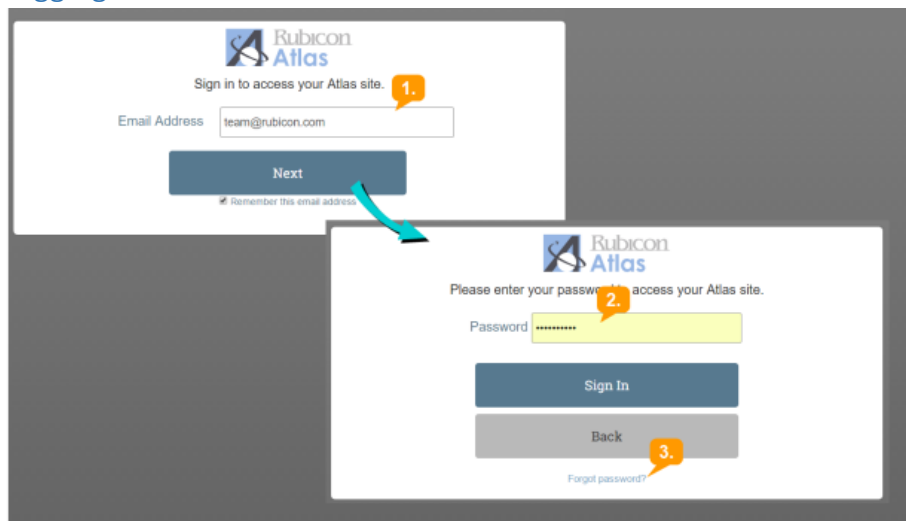 Rubicon
Atlas
Sign in to access your Atlas site.
1.
Email Address team@rubicon.com
Next
Remember this email address
Rubicon
Atlas
Please enter your password to access your Atlas site.
2.
Password ••••••••••
Sign In
Back
3.
Forgot password?